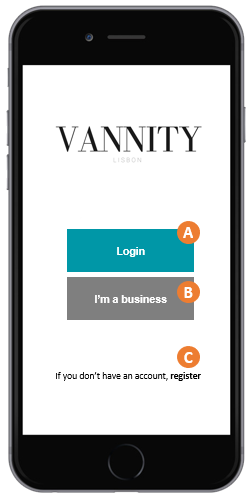 VANNITY
LISBON
A
Login
B
I'm a business
C
If you don't have an account, register